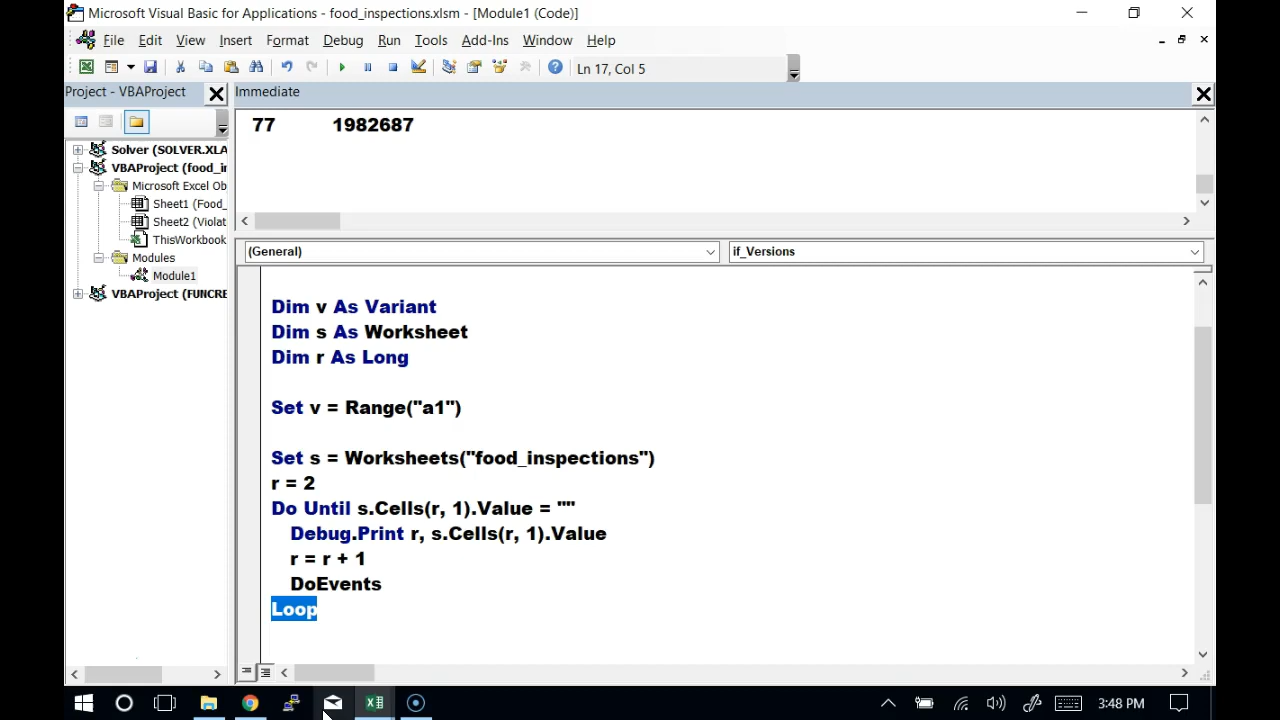 Microsoft Visual Basic for Applications - food_inspections.xlsm - [Module1 (Code)]
File Edit View Insert Format Debug Run Tools Add-Ins Window Help
Ln 17, Col 5
Project - VBAProject
Immediate
77 1982687
Solver (SOLVER.XLA
VBAProject (food_in
Microsoft Excel Ob
Sheet1 (Food_
Sheet2 (Violat
ThisWorkbook
Modules
Module1
VBAProject (FUNCRE
(General)
if_Versions
Dim v As Variant
Dim s As Worksheet
Dim r As Long
Set v = Range("a1")
Set s = Worksheets("food_inspections")
r = 2
Do Until s.Cells(r, 1).Value = ""
Debug.Print r, s.Cells(r, 1).Value
r = r + 1
DoEvents
Loop
3:48 PM